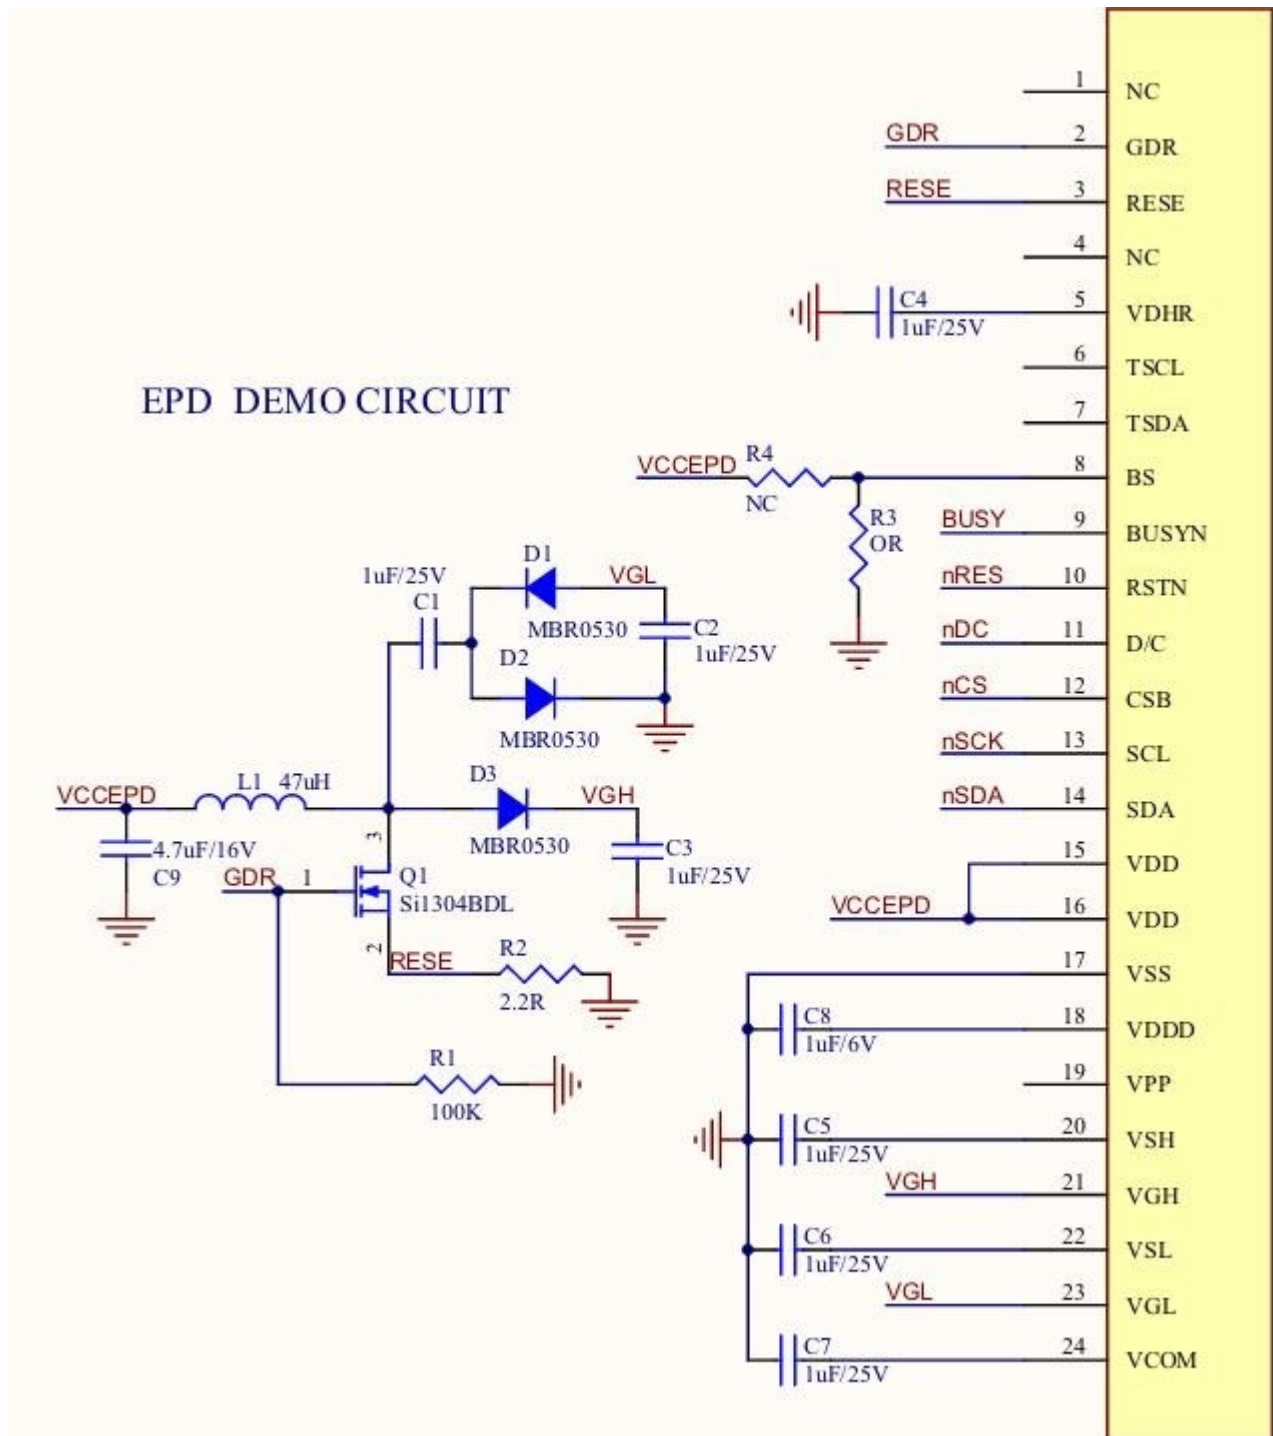 1 NC
GDR 2 GDR
RESE 3 RESE
4 NC
C4 1uF/25V 5 VDHR
6 TSCL
EPD DEMO CIRCUIT
7 TSDA
VCCEPD R4 NC 8 BS
R3 OR
BUSY 9 BUSYN
nRES 10 RSTN
nDC 11 D/C
nCS 12 CSB
nSCK 13 SCL
nSDA 14 SDA
15 VDD
VCCEPD 16 VDD
17 VSS
C8 1uF/6V 18 VDDD
19 VPP
C5 1uF/25V 20 VSH
VGH 21 VGH
C6 1uF/25V 22 VSL
VGL 23 VGL
C7 1uF/25V 24 VCOM
1uF/25V
C1
D1
VGL
MBR0530
C2
1uF/25V
D2
MBR0530
VCCEPD
L1 47uH
D3
VGH
MBR0530
C3
1uF/25V
4.7uF/16V
C9
GDR 1
3
Q1
Si1304BDL
2
RESE
R2
2.2R
R1
100K